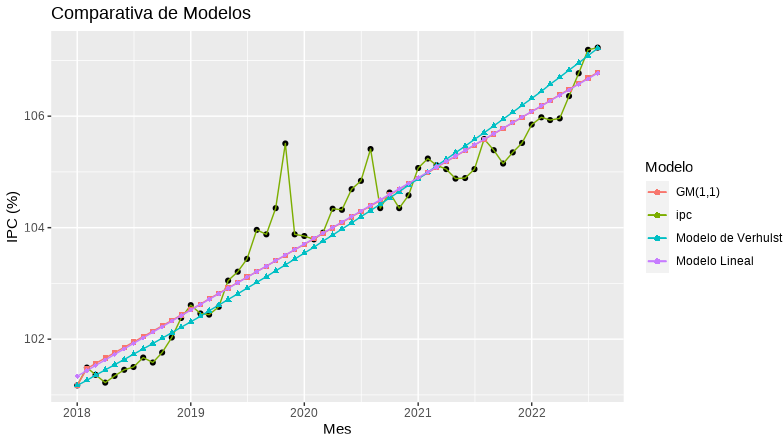 Comparativa de Modelos
IPC (%)
106
104
102
2018
2019
2020
2021
2022
Mes
Modelo
GM(1,1)
ipc
Modelo de Verhulst
Modelo Lineal